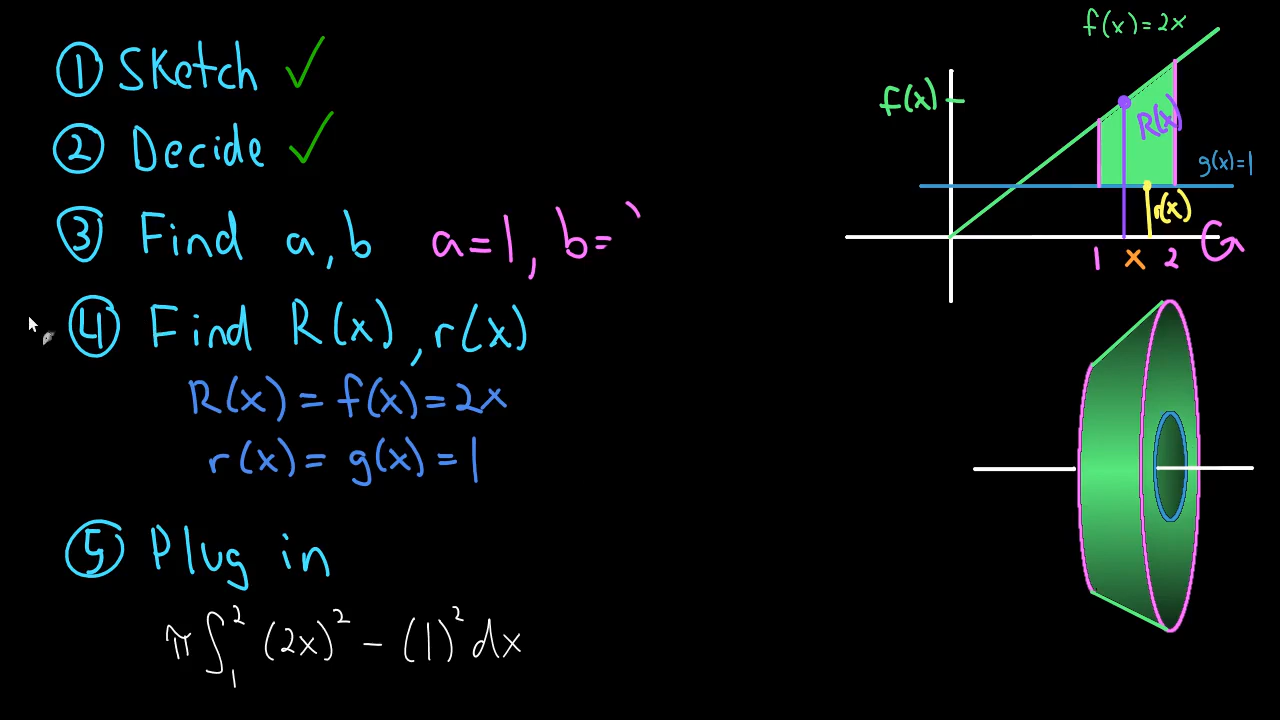 ① Sketch ✓
② Decide ✓
③ Find a, b a=1, b=
④ Find R(x), r(x)
R(x) = f(x) = 2x
r(x) = g(x) = 1
⑤ Plug in
π∫₁² (2x)² - (1)² dx
f(x) = 2x
f(x)
R(x)
g(x)=1
r(x)
1 x 2